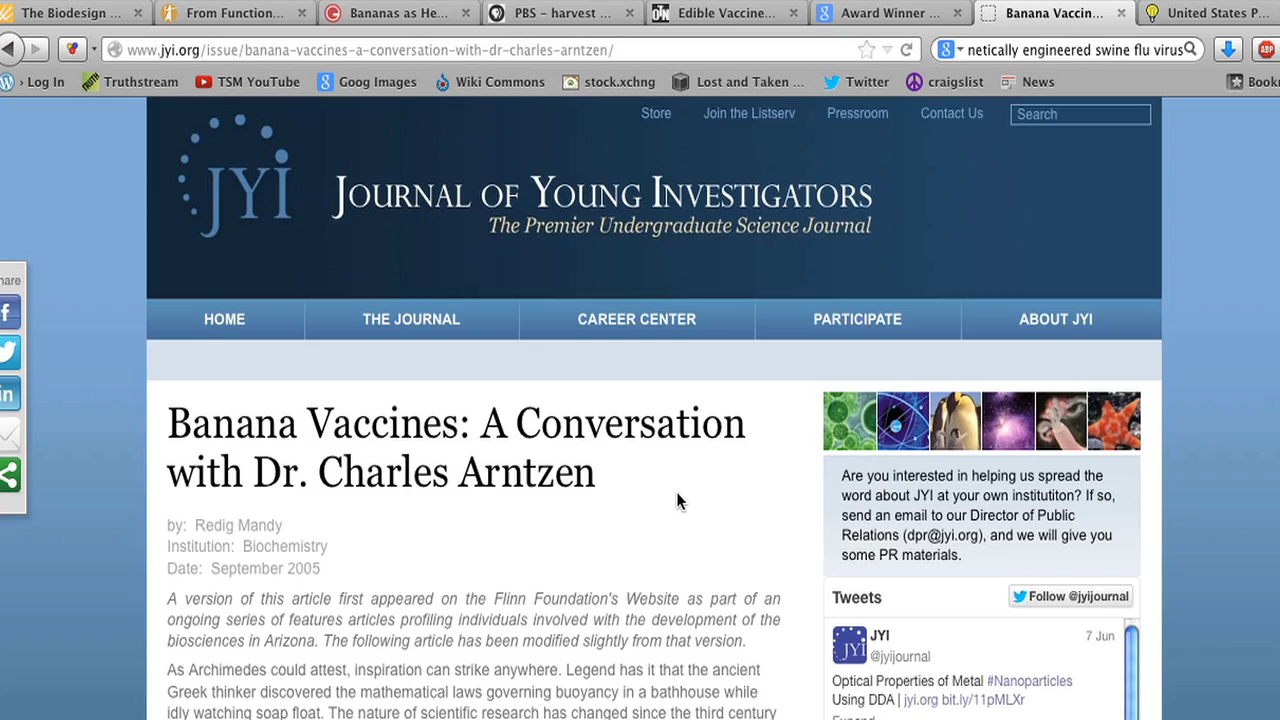 The Biodesign ...
From Function...
Bananas as He...
PBS – harvest ...
Edible Vaccine...
Award Winner ...
Banana Vaccin...
United States P...
www.jyi.org/issue/banana-vaccines-a-conversation-with-dr-charles-arntzen/
netically engineered swine flu virus
ABP
› Log In
Truthstream
TSM YouTube
Goog Images
Wiki Commons
stock.xchng
Lost and Taken ...
Twitter
craigslist
News
Book
Store
Join the Listserv
Pressroom
Contact Us
Search
JYI
JOURNAL OF YOUNG INVESTIGATORS
The Premier Undergraduate Science Journal
hare
HOME
THE JOURNAL
CAREER CENTER
PARTICIPATE
ABOUT JYI
Banana Vaccines: A Conversation
with Dr. Charles Arntzen
by: Redig Mandy
Institution: Biochemistry
Date: September 2005
A version of this article first appeared on the Flinn Foundation's Website as part of an
ongoing series of features articles profiling individuals involved with the development of the
biosciences in Arizona. The following article has been modified slightly from that version.
As Archimedes could attest, inspiration can strike anywhere. Legend has it that the ancient
Greek thinker discovered the mathematical laws governing buoyancy in a bathhouse while
idly watching soap float. The nature of scientific research has changed since the third century
Are you interested in helping us spread the
word about JYI at your own instititution? If so,
send an email to our Director of Public
Relations (dpr@jyi.org), and we will give you
some PR materials.
Tweets
Follow @jyijournal
JYI
7 Jun
@jyijournal
Optical Properties of Metal #Nanoparticles
Using DDA | jyi.org bit.ly/11pMLXr
Expand